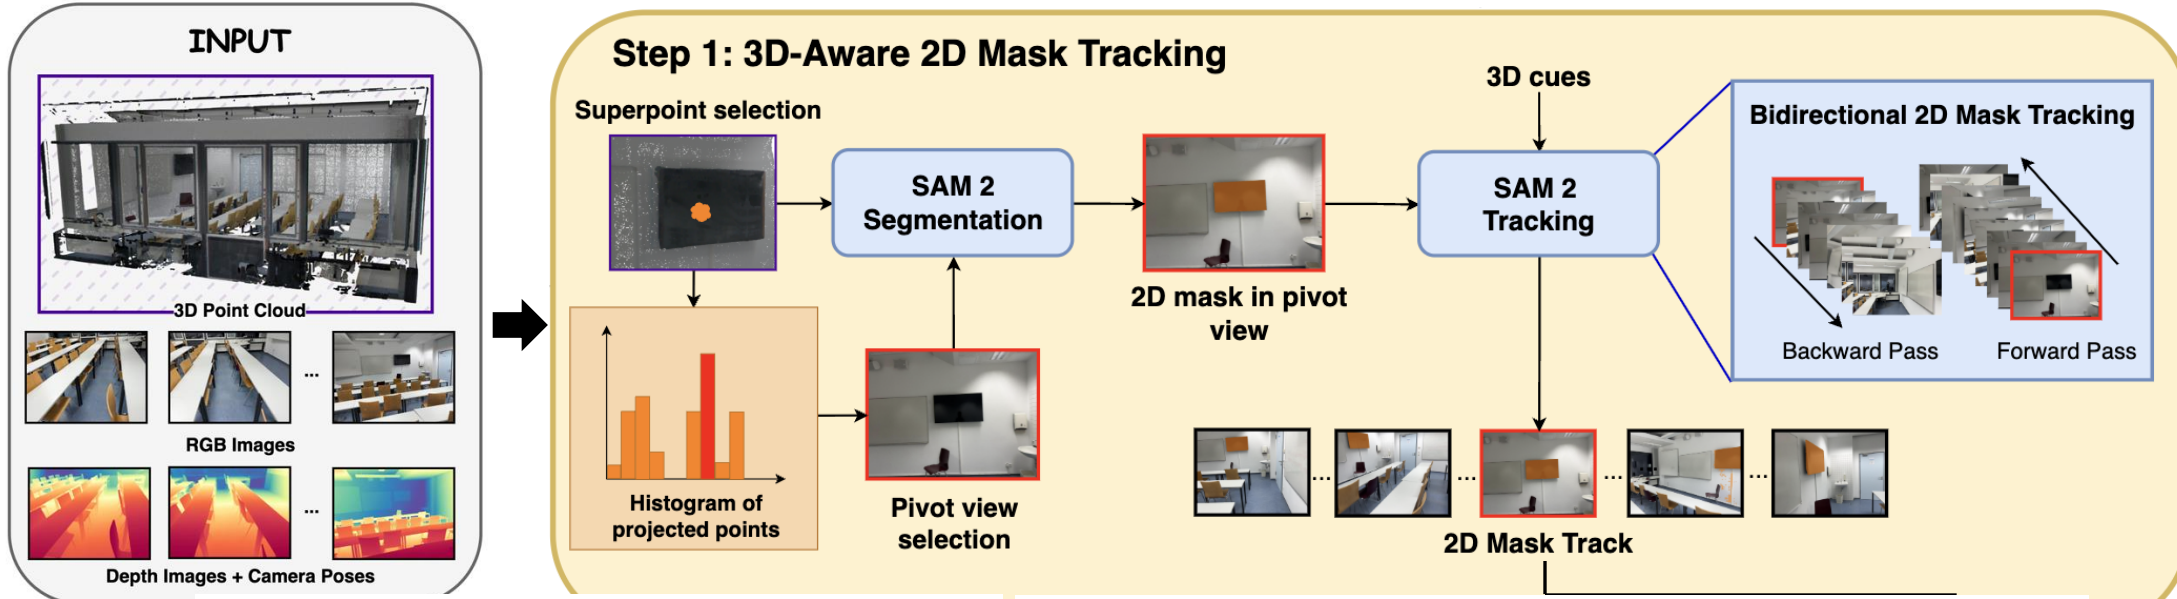 INPUT
3D Point Cloud
...
RGB Images
...
Depth Images + Camera Poses
Step 1: 3D-Aware 2D Mask Tracking
Superpoint selection
Histogram of
projected points
Pivot view
selection
SAM 2
Segmentation
2D mask in pivot
view
3D cues
SAM 2
Tracking
Bidirectional 2D Mask Tracking
Backward Pass
Forward Pass
... ... ... ...
2D Mask Track